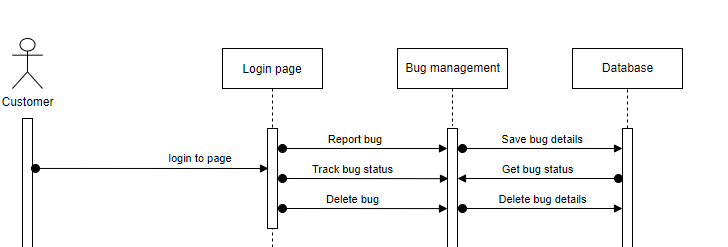 Login page
Bug management
Database
Customer
Report bug
Save bug details
login to page
Track bug status
Get bug status
Delete bug
Delete bug details